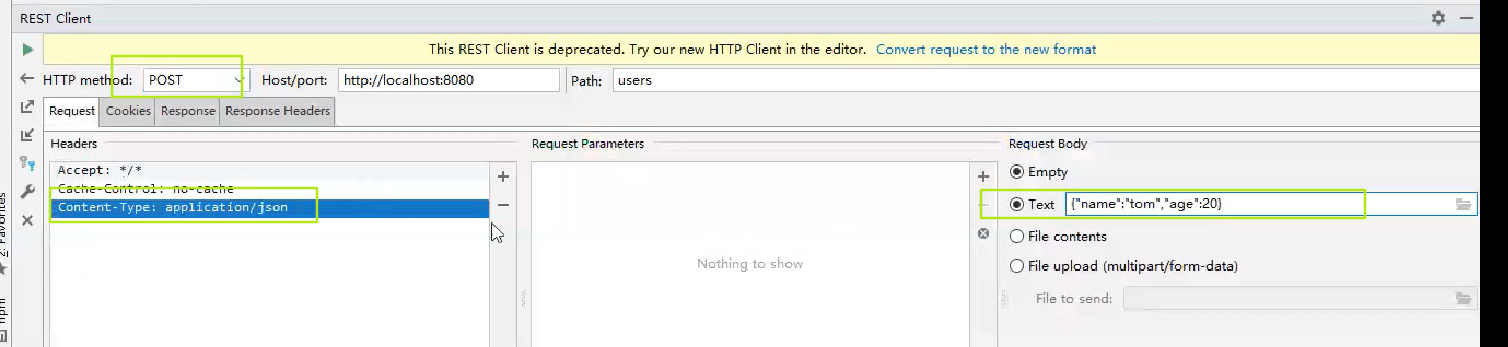 REST Client
This REST Client is deprecated. Try our new HTTP Client in the editor. Convert request to the new format
HTTP method: POST Host/port: http://localhost:8080 Path: users
Request Cookies Response Response Headers
Headers Request Parameters Request Body
Accept: */*
Cache-Control: no-cache
Content-Type: application/json
Empty
Text {"name":"tom","age":20}
File contents
File upload (multipart/form-data)
Nothing to show
File to send:
2: Favorites
npm